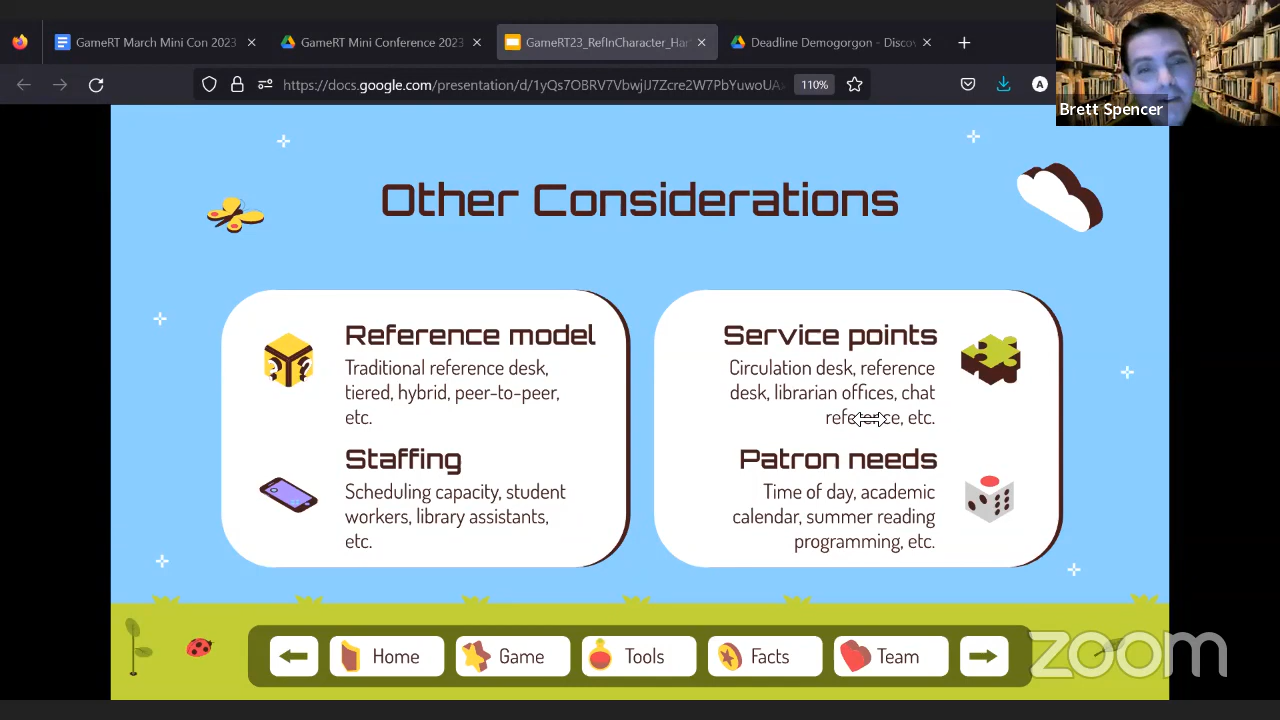 GameRT March Mini Con 2023
GameRT Mini Conference 2023
GameRT23_RefInCharacter_Har
Deadline Demogorgon - Discov
https://docs.google.com/presentation/d/1yQs7OBRV7VbwjIJ7Zcre2W7PbYuwoUA
110%
A
Brett Spencer
Other Considerations
Reference model
Traditional reference desk,
tiered, hybrid, peer-to-peer,
etc.
Staffing
Scheduling capacity, student
workers, library assistants,
etc.
Service points
Circulation desk, reference
desk, librarian offices, chat
reference, etc.
Patron needs
Time of day, academic
calendar, summer reading
programming, etc.
Home
Game
Tools
Facts
Team
zoom